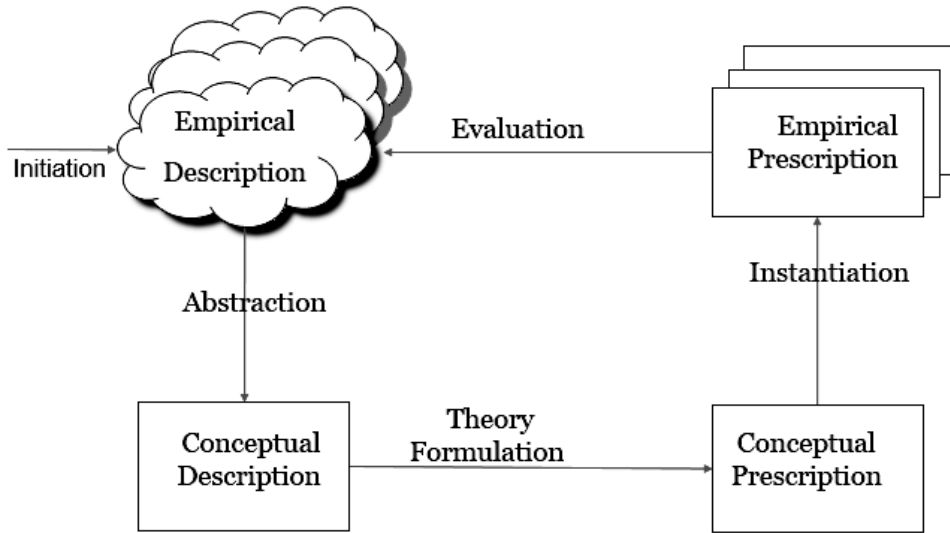 Empirical
Description
Initiation
Evaluation
Empirical
Prescription
Abstraction
Instantiation
Conceptual
Description
Theory
Formulation
Conceptual
Prescription